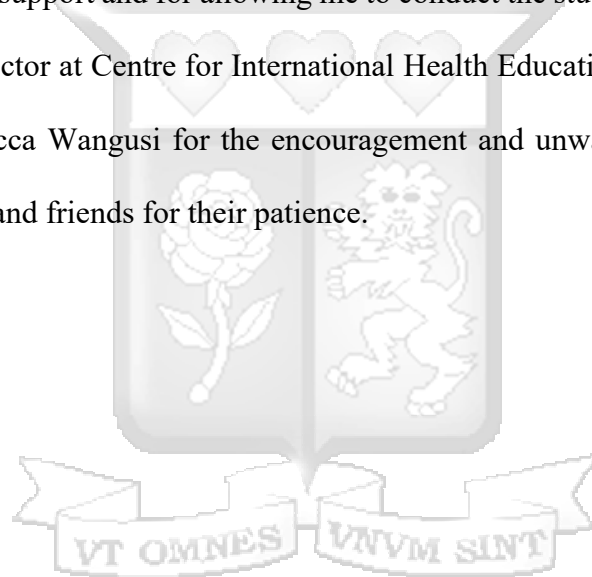 support and for allowing me to conduct the stu
ctor at Centre for International Health Educati
cca Wangusi for the encouragement and unwa
and friends for their patience.
VT OMNES VNVM SINT